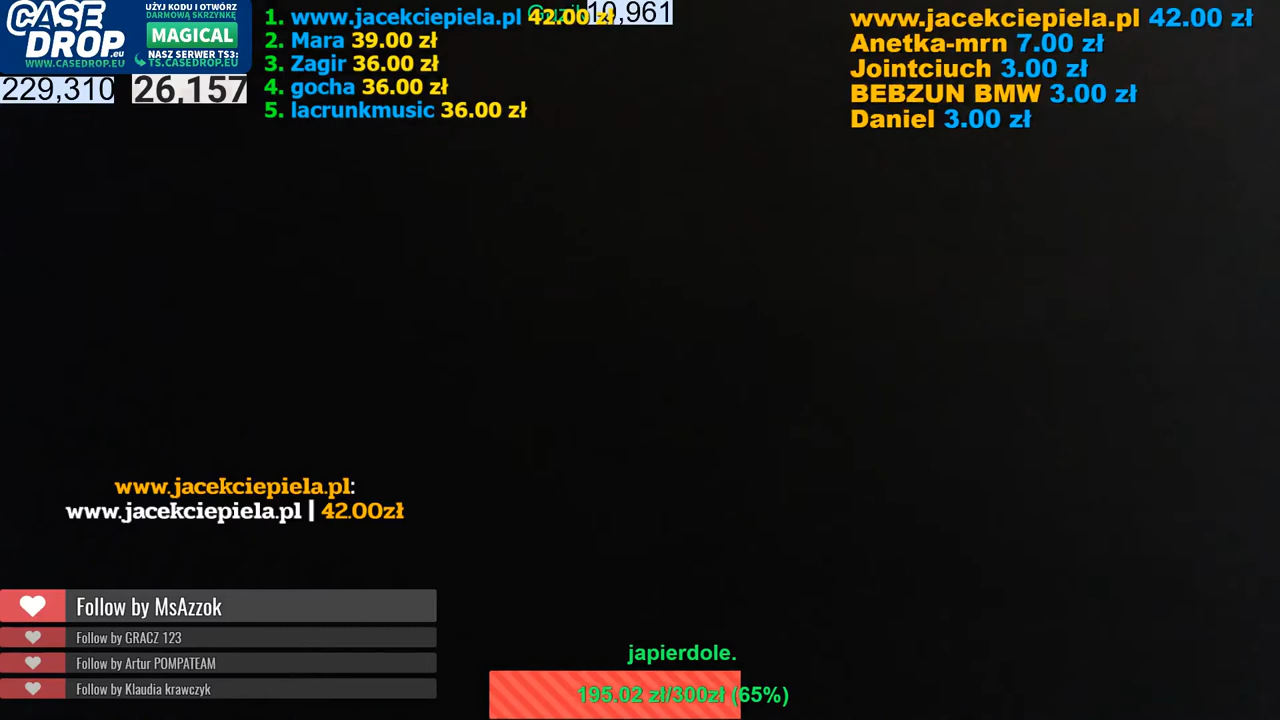 CASE
DROP.eu
WWW.CASEDROP.EU
UŻYJ KODU I OTWÓRZ
DARMOWĄ SKRZYNKĘ
MAGICAL
NASZ SERWER TS3:
TS.CASEDROP.EU
229,310
26,157
1. www.jacekciepiela.pl 42.00 zł
2. Mara 39.00 zł
3. Zagir 36.00 zł
4. gocha 36.00 zł
5. lacrunkmusic 36.00 zł
10,961
www.jacekciepiela.pl 42.00 zł
Anetka-mrn 7.00 zł
Jointciuch 3.00 zł
BEBZUN BMW 3.00 zł
Daniel 3.00 zł
www.jacekciepiela.pl:
www.jacekciepiela.pl | 42.00zł
Follow by MsAzzok
Follow by GRACZ 123
Follow by Artur POMPATEAM
Follow by Klaudia krawczyk
japierdole.
195.02 zł/300zł (65%)